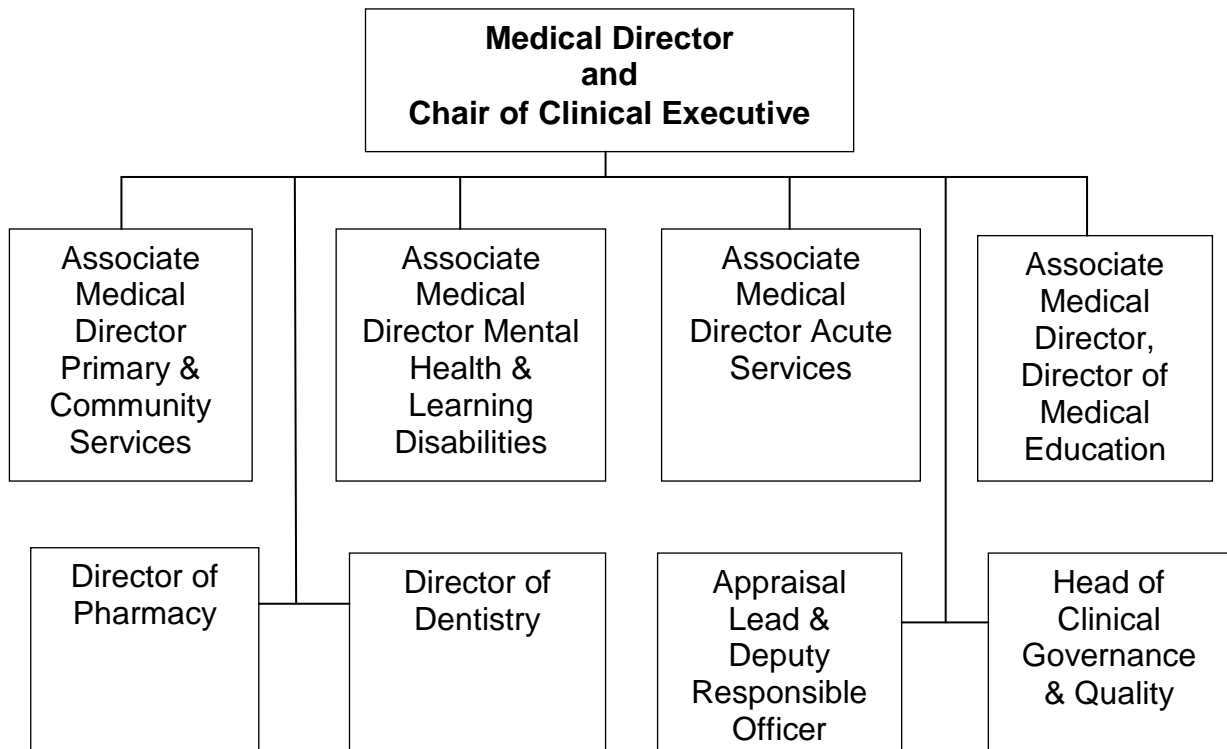 Medical Director
and
Chair of Clinical Executive
Associate
Medical
Director
Primary &
Community
Services
Associate
Medical
Director Mental
Health &
Learning
Disabilities
Associate
Medical
Director Acute
Services
Associate
Medical
Director,
Director of
Medical
Education
Director of
Pharmacy
Director of
Dentistry
Appraisal
Lead &
Deputy
Responsible
Officer
Head of
Clinical
Governance
& Quality